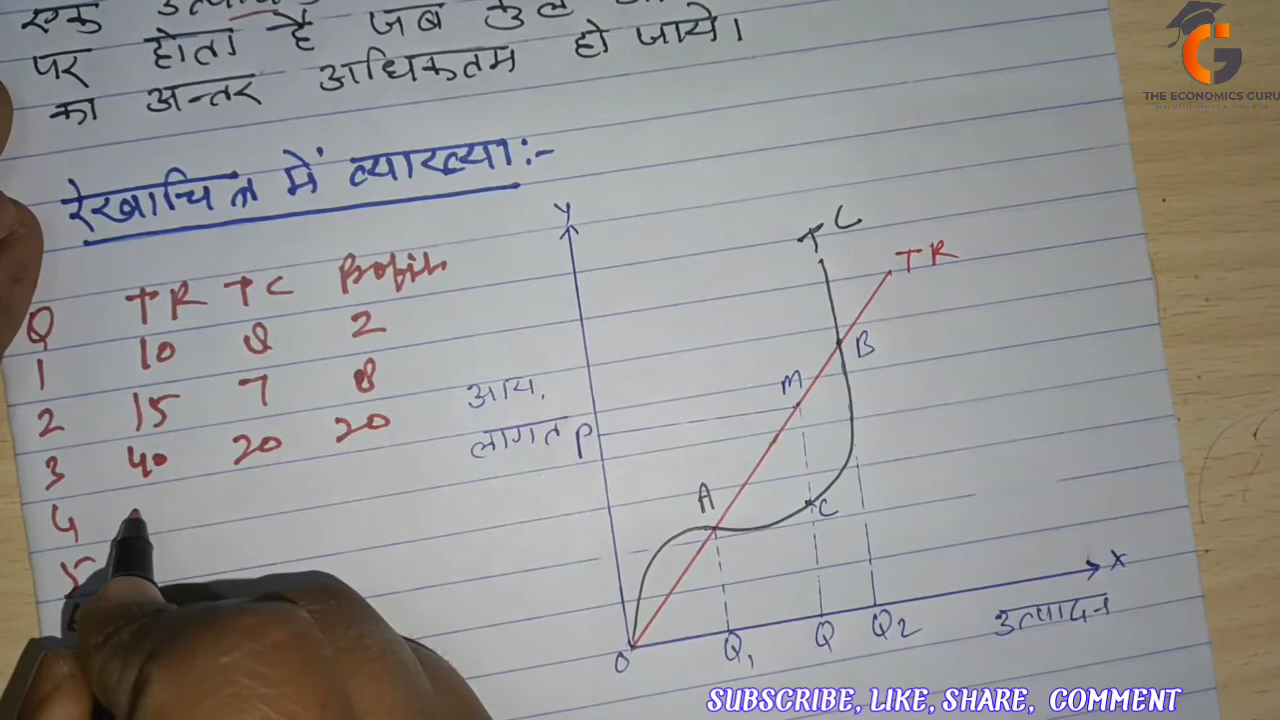 एक
पर होता है जब कुल
का अन्तर अधिकतम हो जाये।
THE ECONOMICS GURU
रेखाचित्र में व्याख्या:-
Q TR TC Profit
1 10 8 2
2 15 7 8
3 40 20 20
4
5
Y
TC
TR
B
M
आय,
लागत P
A
C
X
O Q₁ Q Q2 उत्पादन
SUBSCRIBE, LIKE, SHARE, COMMENT